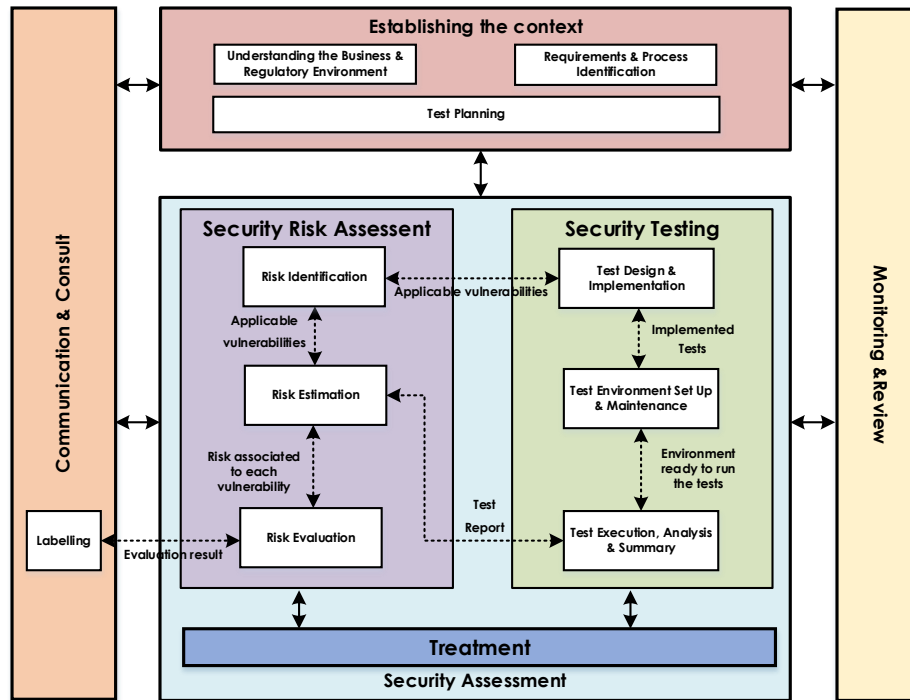 Establishing the context
Understanding the Business &
Regulatory Environment
Requirements & Process
Identification
Test Planning
Communication & Consult
Labelling
Evaluation result
Security Risk Assessent
Risk Identification
Applicable
vulnerabilities
Risk Estimation
Risk associated
to each
vulnerability
Risk Evaluation
Applicable vulnerabilities
Test
Report
Security Testing
Test Design &
Implementation
Implemented
Tests
Test Environment Set Up
& Maintenance
Environment
ready to run
the tests
Test Execution, Analysis
& Summary
Treatment
Security Assessment
Monitoring &Review